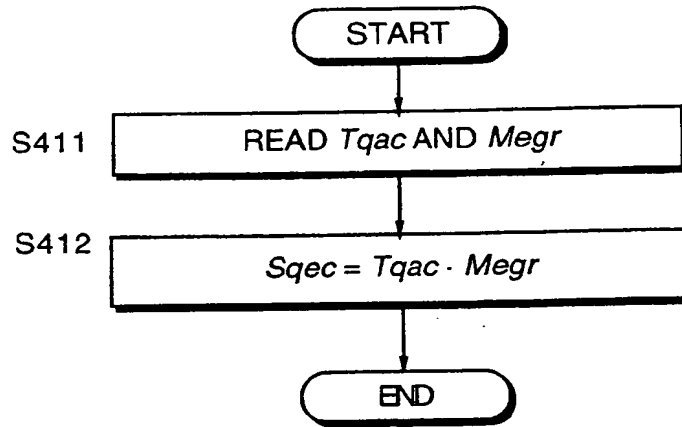 START
S411
READ Tqac AND Megr
S412
Sqec = Tqac · Megr
END